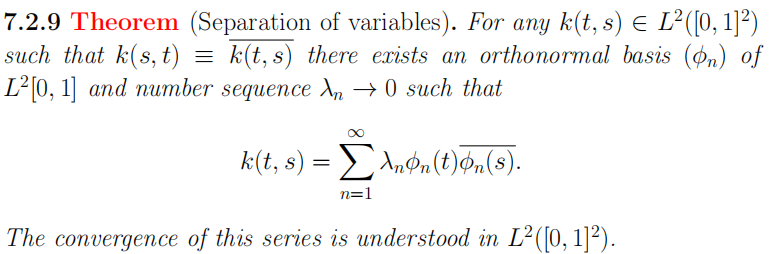 7.2.9 Theorem (Separation of variables). For any k(t, s) ∈ L²([0, 1]²)
such that k(s, t) ≡ \overline{k(t, s)} there exists an orthonormal basis (ϕₙ) of
L²[0, 1] and number sequence λₙ → 0 such that
k(t, s) = \sum_{n=1}^{∞} λₙϕₙ(t)\overline{ϕₙ(s)}.
The convergence of this series is understood in L²([0, 1]²).